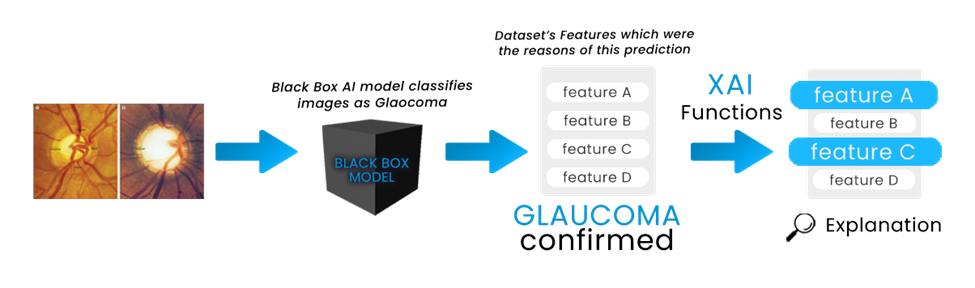 Black Box AI model classifies
images as Glaocoma
BLACK BOX
MODEL
Dataset's Features which were
the reasons of this prediction
feature A
feature B
feature C
feature D
GLAUCOMA
confirmed
XAI
Functions
feature A
feature B
feature C
feature D
Explanation